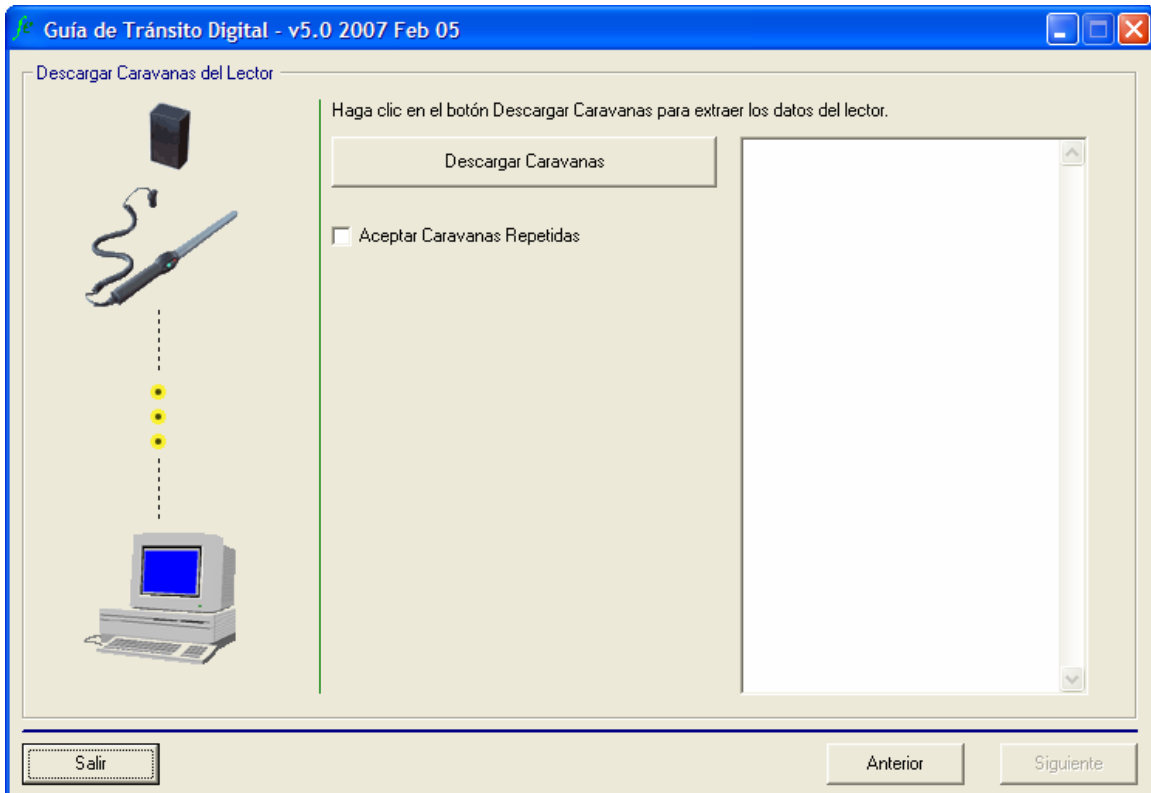 Guía de Tránsito Digital - v5.0 2007 Feb 05
Descargar Caravanas del Lector
Haga clic en el botón Descargar Caravanas para extraer los datos del lector.
Descargar Caravanas
Aceptar Caravanas Repetidas
Salir
Anterior
Siguiente